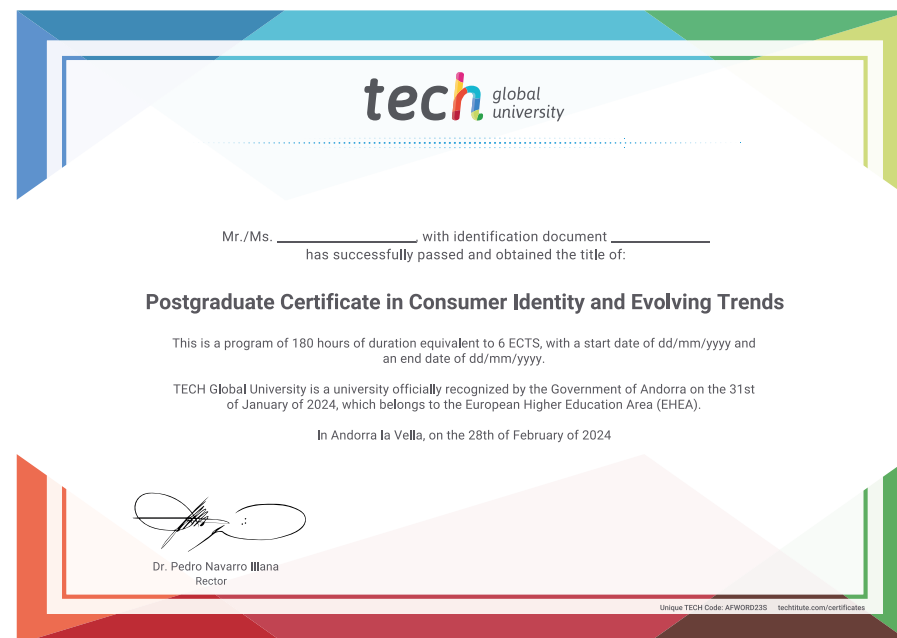 tech global university
Mr./Ms. ____________________, with identification document ______________
has successfully passed and obtained the title of:
Postgraduate Certificate in Consumer Identity and Evolving Trends
This is a program of 180 hours of duration equivalent to 6 ECTS, with a start date of dd/mm/yyyy and
an end date of dd/mm/yyyy.
TECH Global University is a university officially recognized by the Government of Andorra on the 31st
of January of 2024, which belongs to the European Higher Education Area (EHEA).
In Andorra la Vella, on the 28th of February of 2024
Dr. Pedro Navarro Illana
Rector
Unique TECH Code: AFWORD23S techtitute.com/certificates